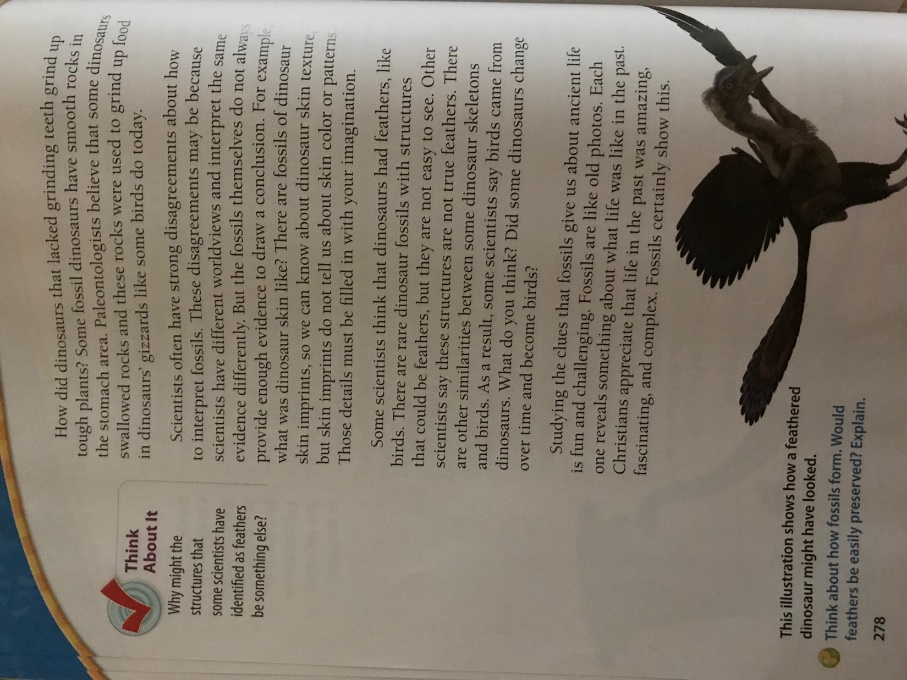 How did dinosaurs that lacked grinding teeth grind up
tough plants? Some fossil dinosaurs have smooth rocks in
the stomach area. Paleontologists believe that some dinosaurs
swallowed rocks and these rocks were used to grind up food
in dinosaurs' gizzards like some birds do today.
Scientists often have strong disagreements about how
to interpret fossils. These disagreements may be because
scientists have different worldviews and interpret the same
evidence differently. But the fossils themselves do not always
provide enough evidence to draw a conclusion. For example,
what was dinosaur skin like? There are fossils of dinosaur
skin imprints, so we can know about dinosaur skin texture,
but skin imprints do not tell us about skin color or patterns.
Those details must be filled in with your imagination.
Some scientists think that dinosaurs had feathers, like
birds. There are rare dinosaur fossils with structures
that could be feathers, but they are not easy to see. Other
scientists say these structures are not true feathers. There
are other similarities between some dinosaur skeletons
and birds. As a result, some scientists say birds came from
dinosaurs. What do you think? Did some dinosaurs change
over time and become birds?
Studying the clues that fossils give us about ancient life
is fun and challenging. Fossils are like old photos. Each
one reveals something about what life was like in the past.
Christians appreciate that life in the past was amazing,
fascinating, and complex. Fossils certainly show this.
Think
About It
Why might the
structures that
some scientists have
identified as feathers
be something else?
This illustration shows how a feathered
dinosaur might have looked.
Think about how fossils form. Would
feathers be easily preserved? Explain.
278